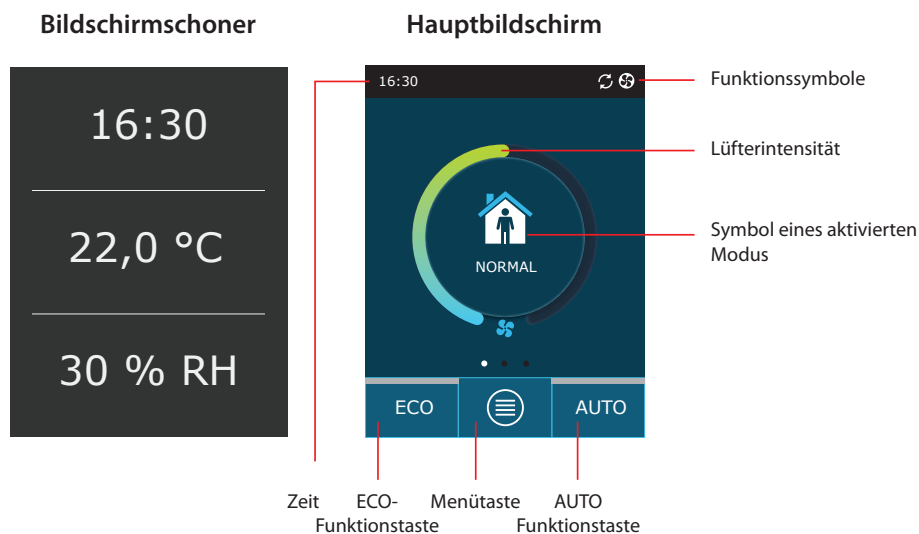 Bildschirmschoner
Hauptbildschirm
16:30
22,0 °C
30 % RH
16:30
NORMAL
ECO
AUTO
Funktionssymbole
Lüfterintensität
Symbol eines aktivierten
Modus
Zeit
ECO-
Funktionstaste
Menütaste
AUTO
Funktionstaste